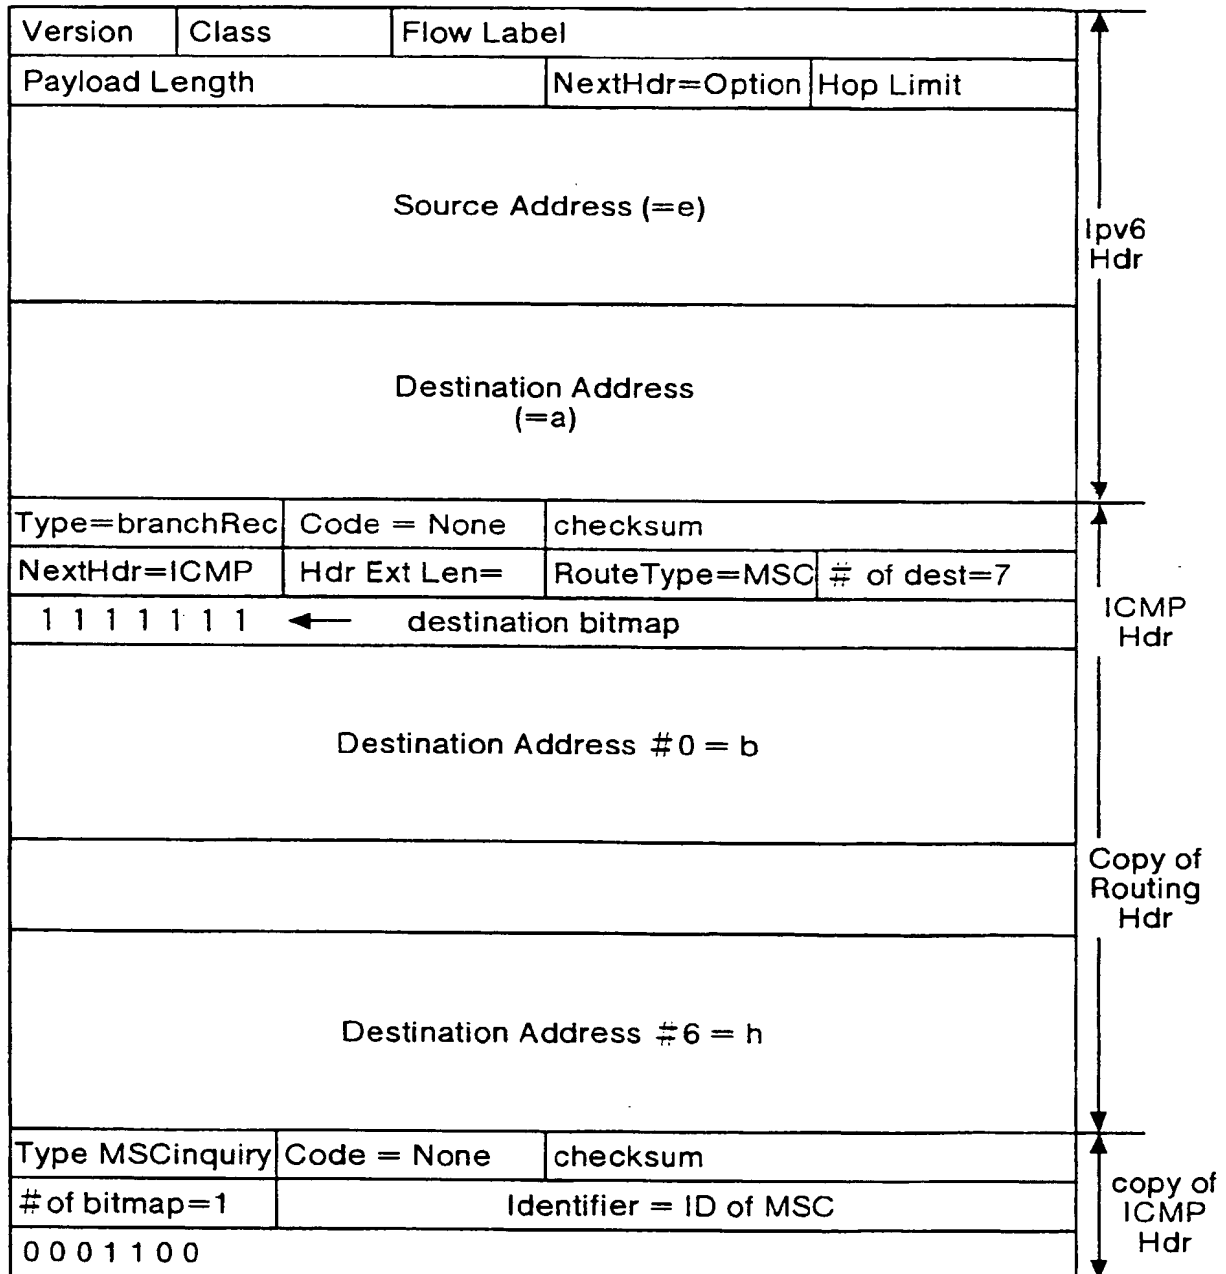 Version Class Flow Label
Payload Length NextHdr=Option Hop Limit
Source Address (=e)
Ipv6
Hdr
Destination Address
(=a)
Type=branchRec Code = None checksum
NextHdr=ICMP Hdr Ext Len= RouteType=MSC # of dest=7
1 1 1 1 1 1 1 ← destination bitmap
ICMP
Hdr
Destination Address #0 = b
Copy of
Routing
Hdr
Destination Address #6 = h
Type MSCinquiry Code = None checksum
# of bitmap=1 Identifier = ID of MSC
0 0 0 1 1 0 0
copy of
ICMP
Hdr